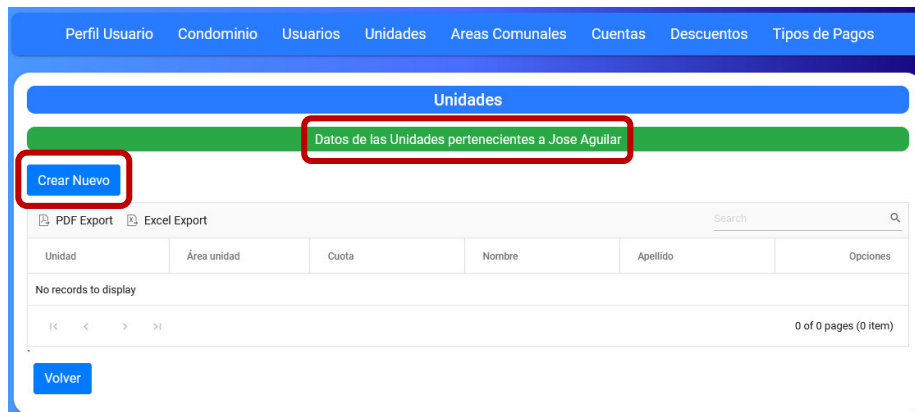 Perfil Usuario Condominio Usuarios Unidades Areas Comunales Cuentas Descuentos Tipos de Pagos
Unidades
Datos de las Unidades pertenecientes a Jose Aguilar
Crear Nuevo
PDF Export Excel Export Search
Unidad Área unidad Cuota Nombre Apellido Opciones
No records to display
0 of 0 pages (0 item)
`
Volver